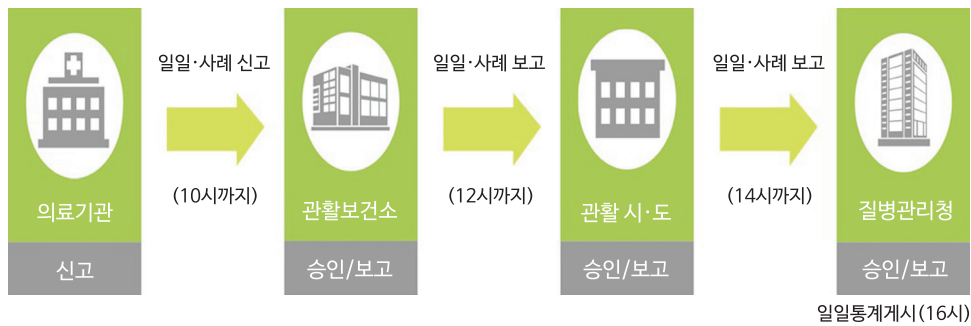 일일·사례 신고
일일·사례 보고
일일·사례 보고
(10시까지)
(12시까지)
(14시까지)
의료기관
관활보건소
관활 시·도
질병관리청
신고
승인/보고
승인/보고
승인/보고
일일통계게시(16시)